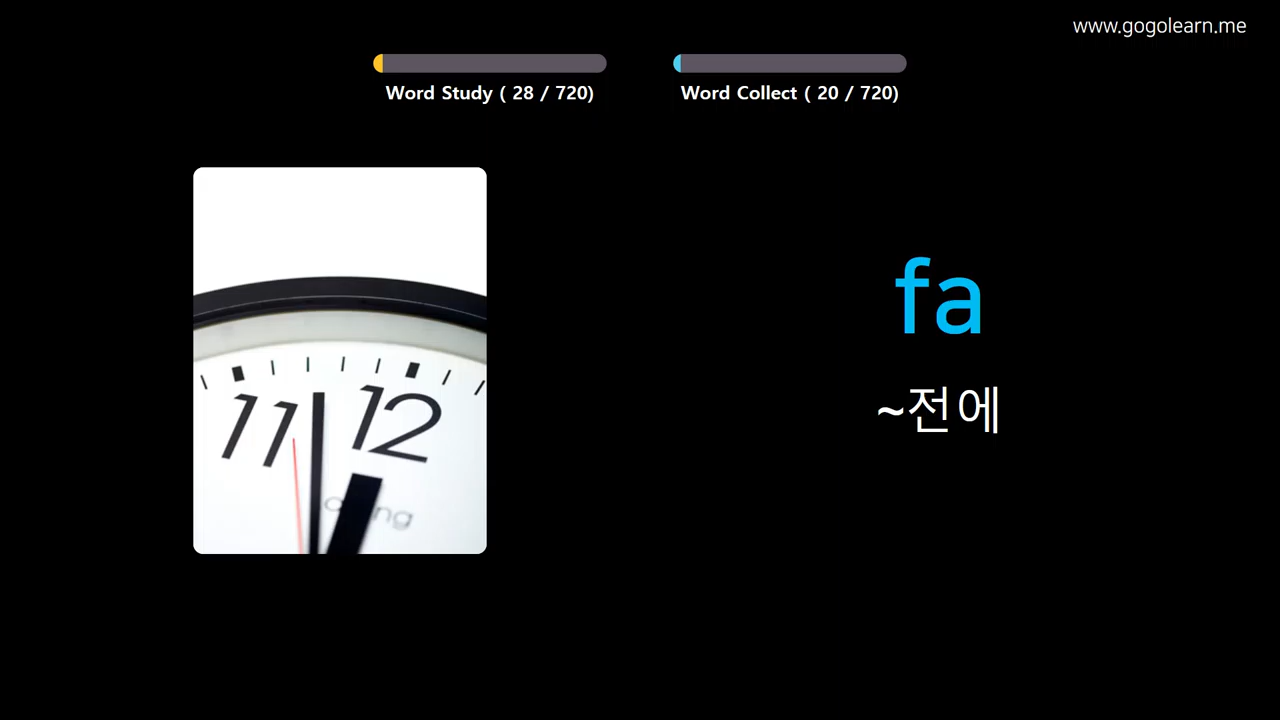 www.gogolearn.me
Word Study ( 28 / 720)
Word Collect ( 20 / 720)
11
12
fa
~전에